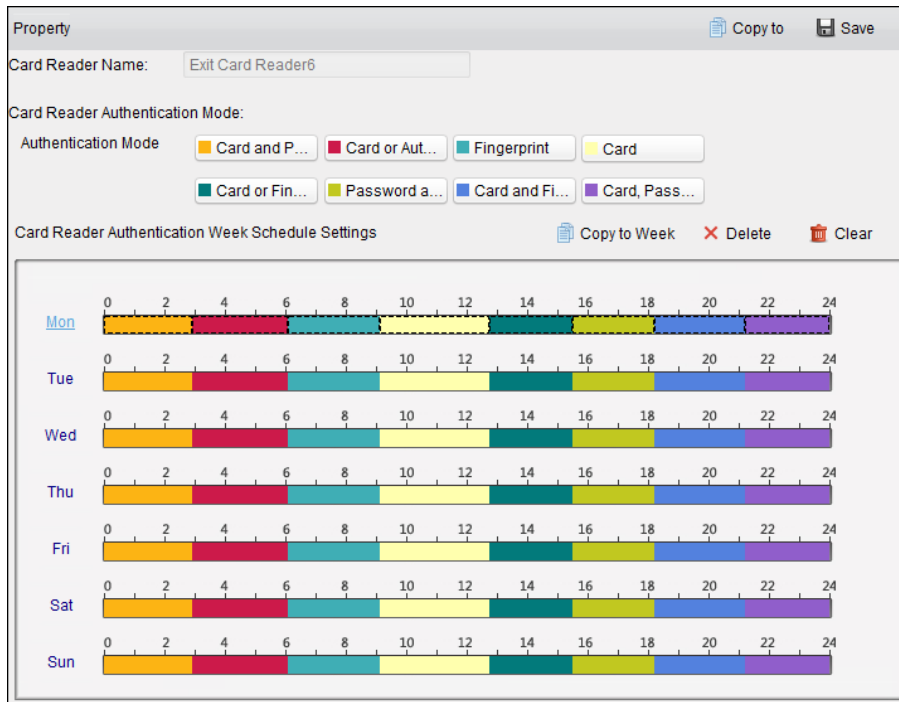 Property Copy to Save
Card Reader Name: Exit Card Reader6
Card Reader Authentication Mode:
Authentication Mode Card and P... Card or Aut... Fingerprint Card
Card or Fin... Password a... Card and Fi... Card, Pass...
Card Reader Authentication Week Schedule Settings Copy to Week Delete Clear
0 2 4 6 8 10 12 14 16 18 20 22 24
Mon
0 2 4 6 8 10 12 14 16 18 20 22 24
Tue
0 2 4 6 8 10 12 14 16 18 20 22 24
Wed
0 2 4 6 8 10 12 14 16 18 20 22 24
Thu
0 2 4 6 8 10 12 14 16 18 20 22 24
Fri
0 2 4 6 8 10 12 14 16 18 20 22 24
Sat
0 2 4 6 8 10 12 14 16 18 20 22 24
Sun